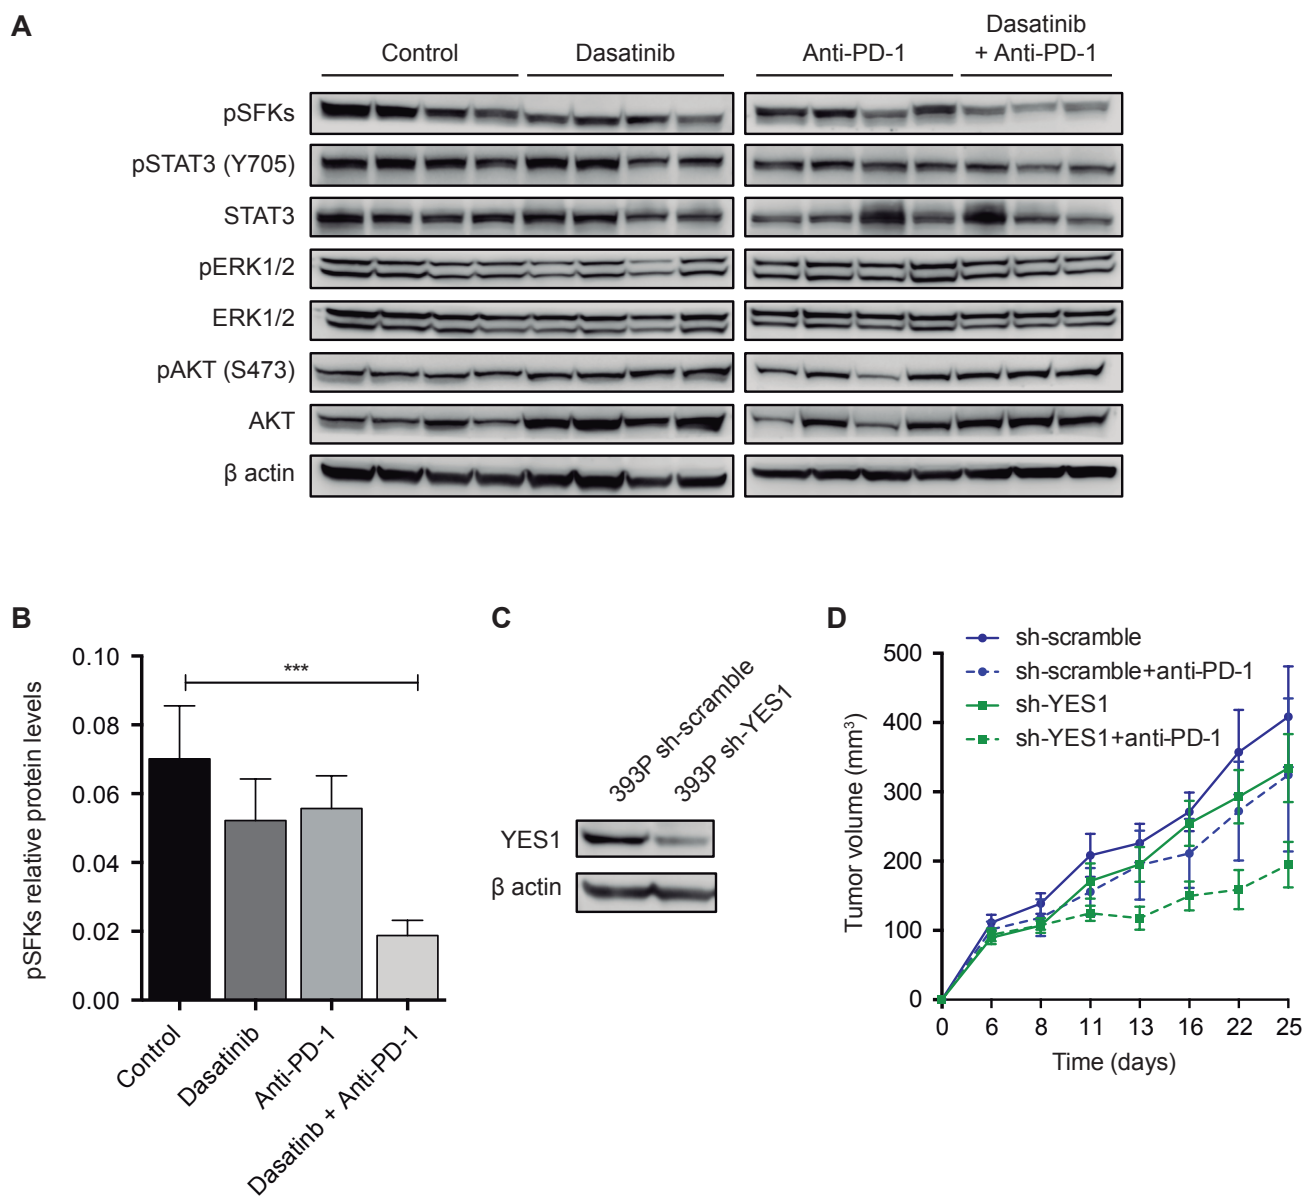 A
Control
Dasatinib
Anti-PD-1
Dasatinib
+ Anti-PD-1
pSFKs
pSTAT3 (Y705)
STAT3
pERK1/2
ERK1/2
pAKT (S473)
AKT
β actin
B
pSFKs relative protein levels
0.10
0.08
0.06
0.04
0.02
0.00
***
Control
Dasatinib
Anti-PD-1
Dasatinb + Anti-PD-1
C
393P sh-scramble
393P sh-YES1
YES1
β actin
D
sh-scramble
sh-scramble+anti-PD-1
sh-YES1
sh-YES1+anti-PD-1
Tumor volume (mm³)
500
400
300
200
100
0
0 6 8 11 13 16 22 25
Time (days)